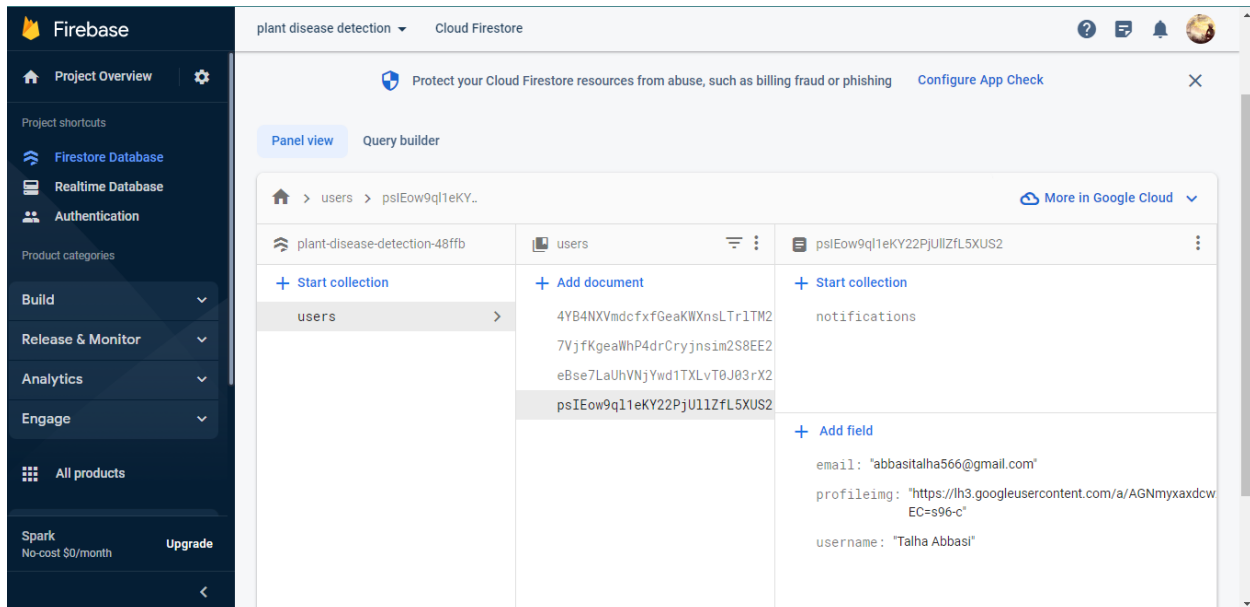 Firebase
plant disease detection
Cloud Firestore
Project Overview
Protect your Cloud Firestore resources from abuse, such as billing fraud or phishing
Configure App Check
Project shortcuts
Firestore Database
Realtime Database
Authentication
Product categories
Build
Release & Monitor
Analytics
Engage
All products
Spark
No-cost $0/month
Upgrade
Panel view
Query builder
users > psIEow9ql1eKY…
More in Google Cloud
plant-disease-detection-48ffb
users
psIEow9ql1eKY22PjUllZfL5XUS2
+ Start collection
+ Add document
+ Start collection
users
4YB4NXVmdcfxfGeaKWXnsLTrlTM2
notifications
7VjfKgeaWhP4drCryjnsim2S8EE2
eBse7LaUhVNjYwd1TXLvT0J03rX2
psIEow9ql1eKY22PjUllZfL5XUS2
+ Add field
email: "abbasitalha566@gmail.com"
profileimg: "https://lh3.googleusercontent.com/a/AGNmyxaxdcw
EC=s96-c"
username: "Talha Abbasi"